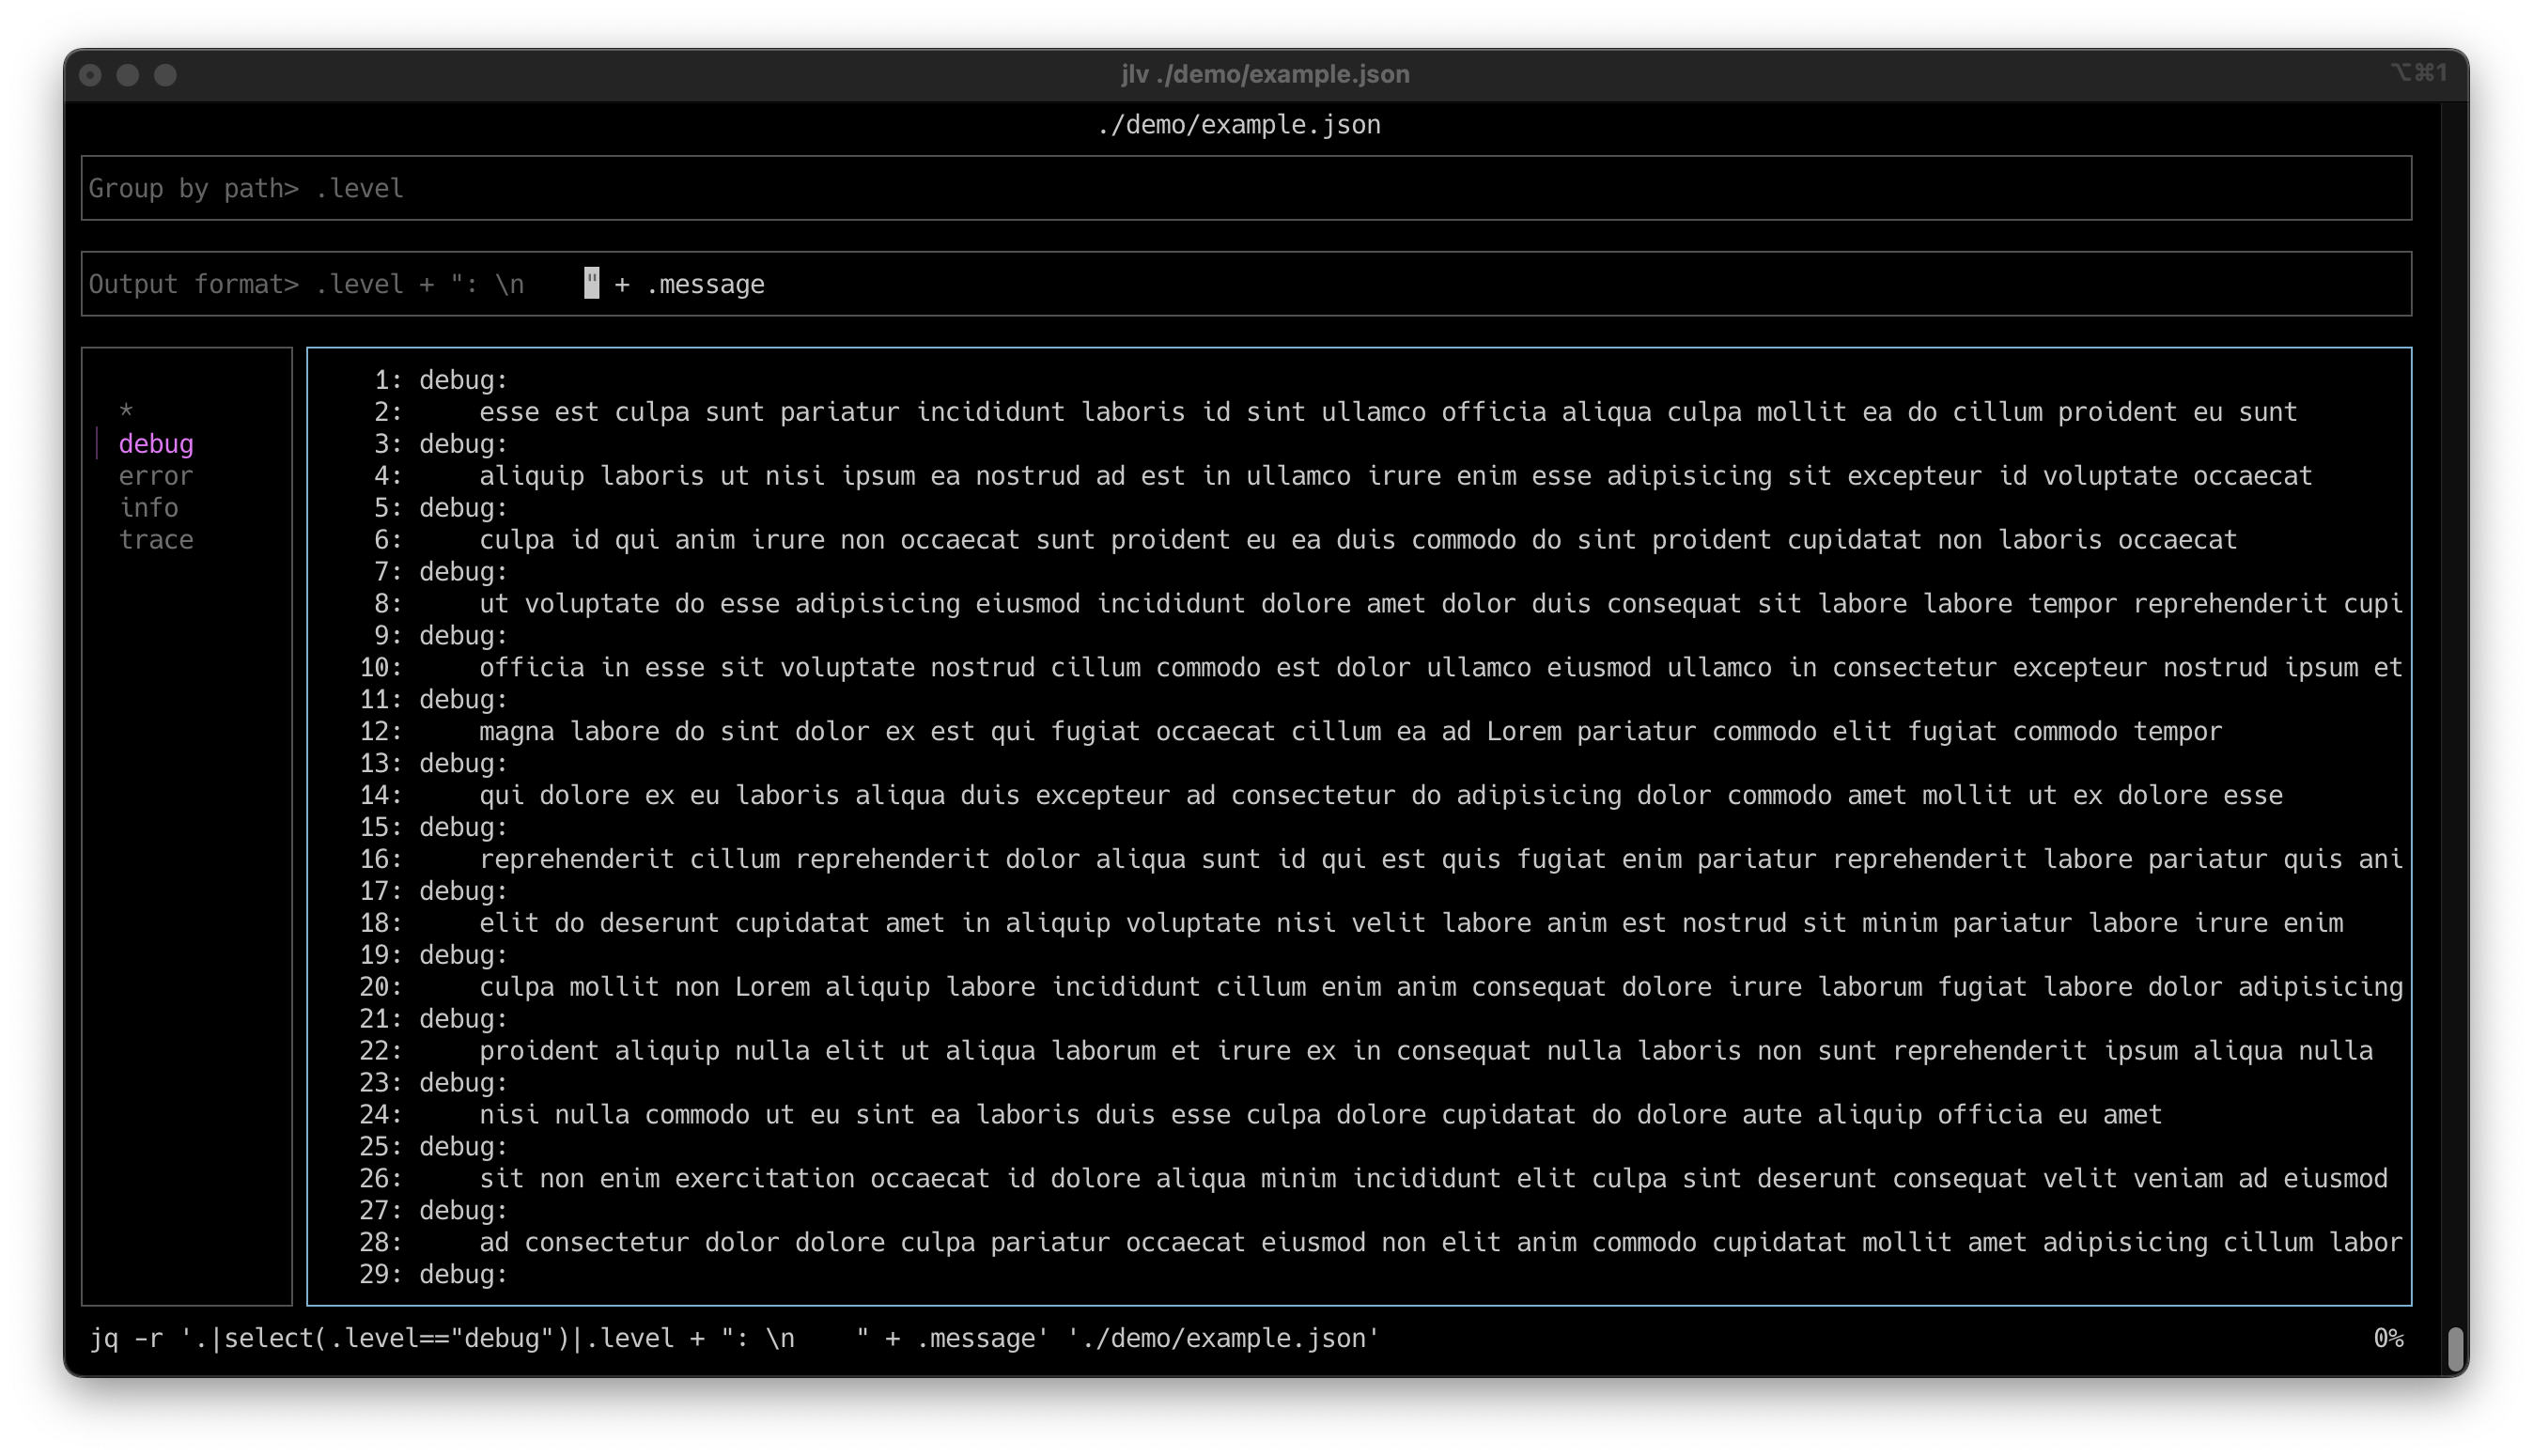 jlv ./demo/example.json ⌥⌘1
./demo/example.json
Group by path> .level
Output format> .level + ": \n    " + .message
*
debug
error
info
trace
1: debug:
2:     esse est culpa sunt pariatur incididunt laboris id sint ullamco officia aliqua culpa mollit ea do cillum proident eu sunt
3: debug:
4:     aliquip laboris ut nisi ipsum ea nostrud ad est in ullamco irure enim esse adipisicing sit excepteur id voluptate occaecat
5: debug:
6:     culpa id qui anim irure non occaecat sunt proident eu ea duis commodo do sint proident cupidatat non laboris occaecat
7: debug:
8:     ut voluptate do esse adipisicing eiusmod incididunt dolore amet dolor duis consequat sit labore labore tempor reprehenderit cupi
9: debug:
10:     officia in esse sit voluptate nostrud cillum commodo est dolor ullamco eiusmod ullamco in consectetur excepteur nostrud ipsum et
11: debug:
12:     magna labore do sint dolor ex est qui fugiat occaecat cillum ea ad Lorem pariatur commodo elit fugiat commodo tempor
13: debug:
14:     qui dolore ex eu laboris aliqua duis excepteur ad consectetur do adipisicing dolor commodo amet mollit ut ex dolore esse
15: debug:
16:     reprehenderit cillum reprehenderit dolor aliqua sunt id qui est quis fugiat enim pariatur reprehenderit labore pariatur quis ani
17: debug:
18:     elit do deserunt cupidatat amet in aliquip voluptate nisi velit labore anim est nostrud sit minim pariatur labore irure enim
19: debug:
20:     culpa mollit non Lorem aliquip labore incididunt cillum enim anim consequat dolore irure laborum fugiat labore dolor adipisicing
21: debug:
22:     proident aliquip nulla elit ut aliqua laborum et irure ex in consequat nulla laboris non sunt reprehenderit ipsum aliqua nulla
23: debug:
24:     nisi nulla commodo ut eu sint ea laboris duis esse culpa dolore cupidatat do dolore aute aliquip officia eu amet
25: debug:
26:     sit non enim exercitation occaecat id dolore aliqua minim incididunt elit culpa sint deserunt consequat velit veniam ad eiusmod
27: debug:
28:     ad consectetur dolor dolore culpa pariatur occaecat eiusmod non elit anim commodo cupidatat mollit amet adipisicing cillum labor
29: debug:
jq -r '.|select(.level=="debug")|.level + ": \n    " + .message' './demo/example.json' 0%